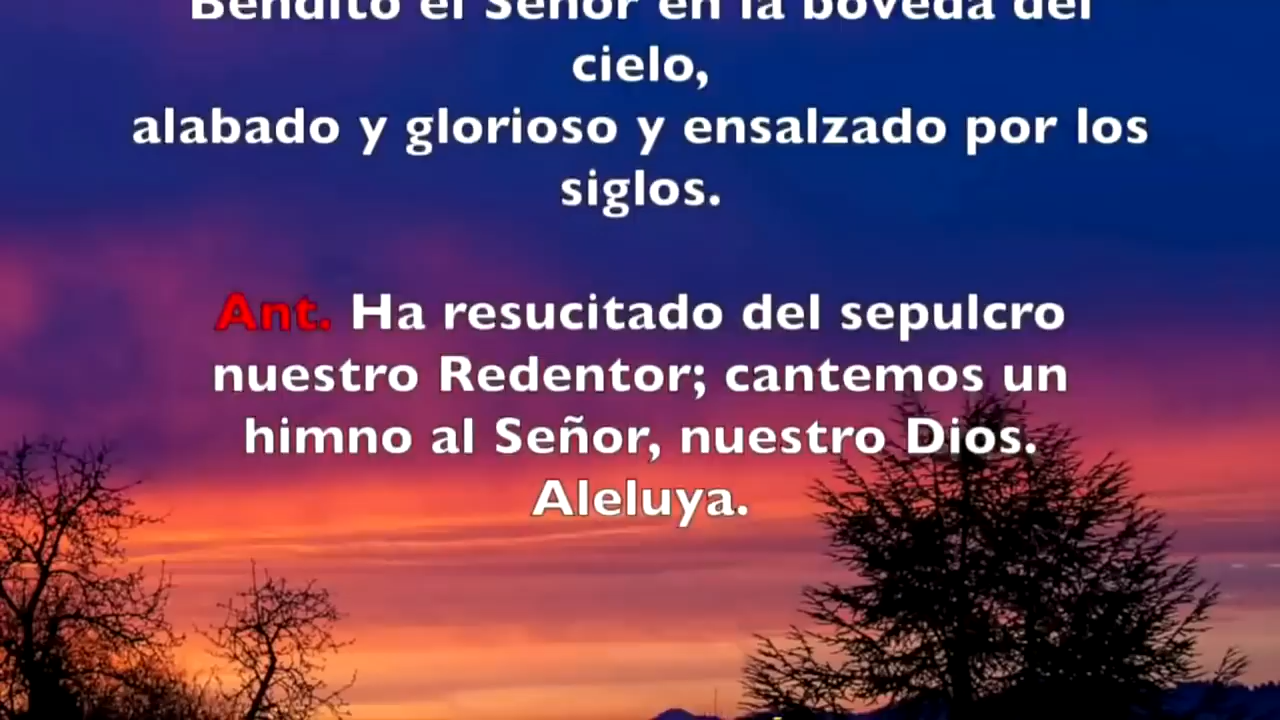 Bendito el Señor en la bóveda del
cielo,
alabado y glorioso y ensalzado por los
siglos.
Ant. Ha resucitado del sepulcro
nuestro Redentor; cantemos un
himno al Señor, nuestro Dios.
Aleluya.